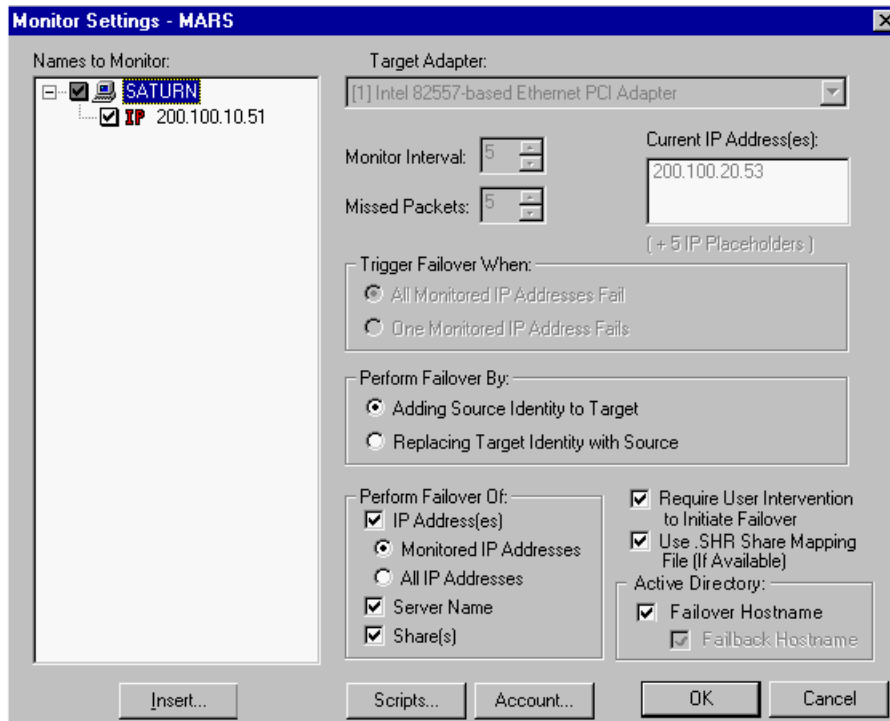 Monitor Settings - MARS
Names to Monitor:
SATURN
IP 200.100.10.51
Target Adapter:
[1] Intel 82557-based Ethernet PCI Adapter
Monitor Interval: 5
Missed Packets: 5
Current IP Address(es):
200.100.20.53
( + 5 IP Placeholders )
Trigger Failover When:
All Monitored IP Addresses Fail
One Monitored IP Address Fails
Perform Failover By:
Adding Source Identity to Target
Replacing Target Identity with Source
Perform Failover Of:
IP Address(es)
Monitored IP Addresses
All IP Addresses
Server Name
Share(s)
Require User Intervention
to Initiate Failover
Use .SHR Share Mapping
File (If Available)
Active Directory:
Failover Hostname
Failback Hostname
Insert...
Scripts...
Account...
OK
Cancel